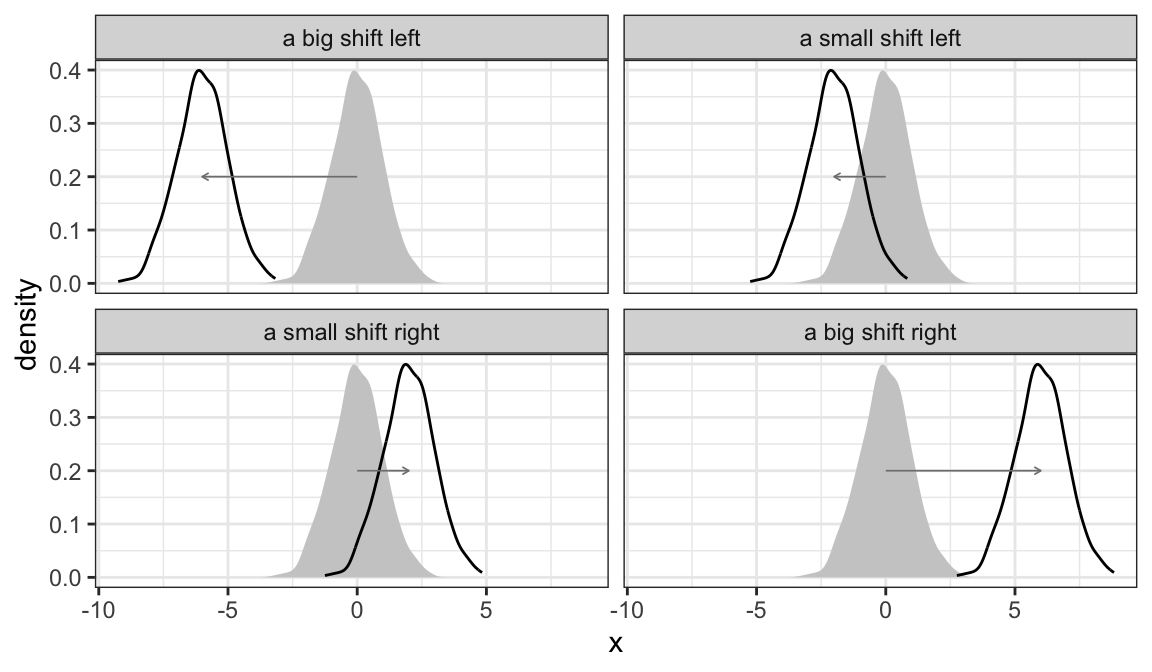 a big shift left
a small shift left
0.4
0.3
0.2
0.1
0.0
density
a small shift right
a big shift right
0.4
0.3
0.2
0.1
0.0
-10 -5 0 5
-10 -5 0 5
x